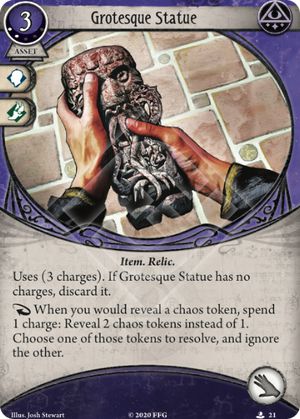 Grotesque Statue
3
ASSET
Item. Relic.
Uses (3 charges). If Grotesque Statue has no
charges, discard it.
When you would reveal a chaos token, spend
1 charge: Reveal 2 chaos tokens instead of 1.
Choose one of those tokens to resolve, and ignore
the other.
Illus. Josh Stewart
© 2020 FFG
21